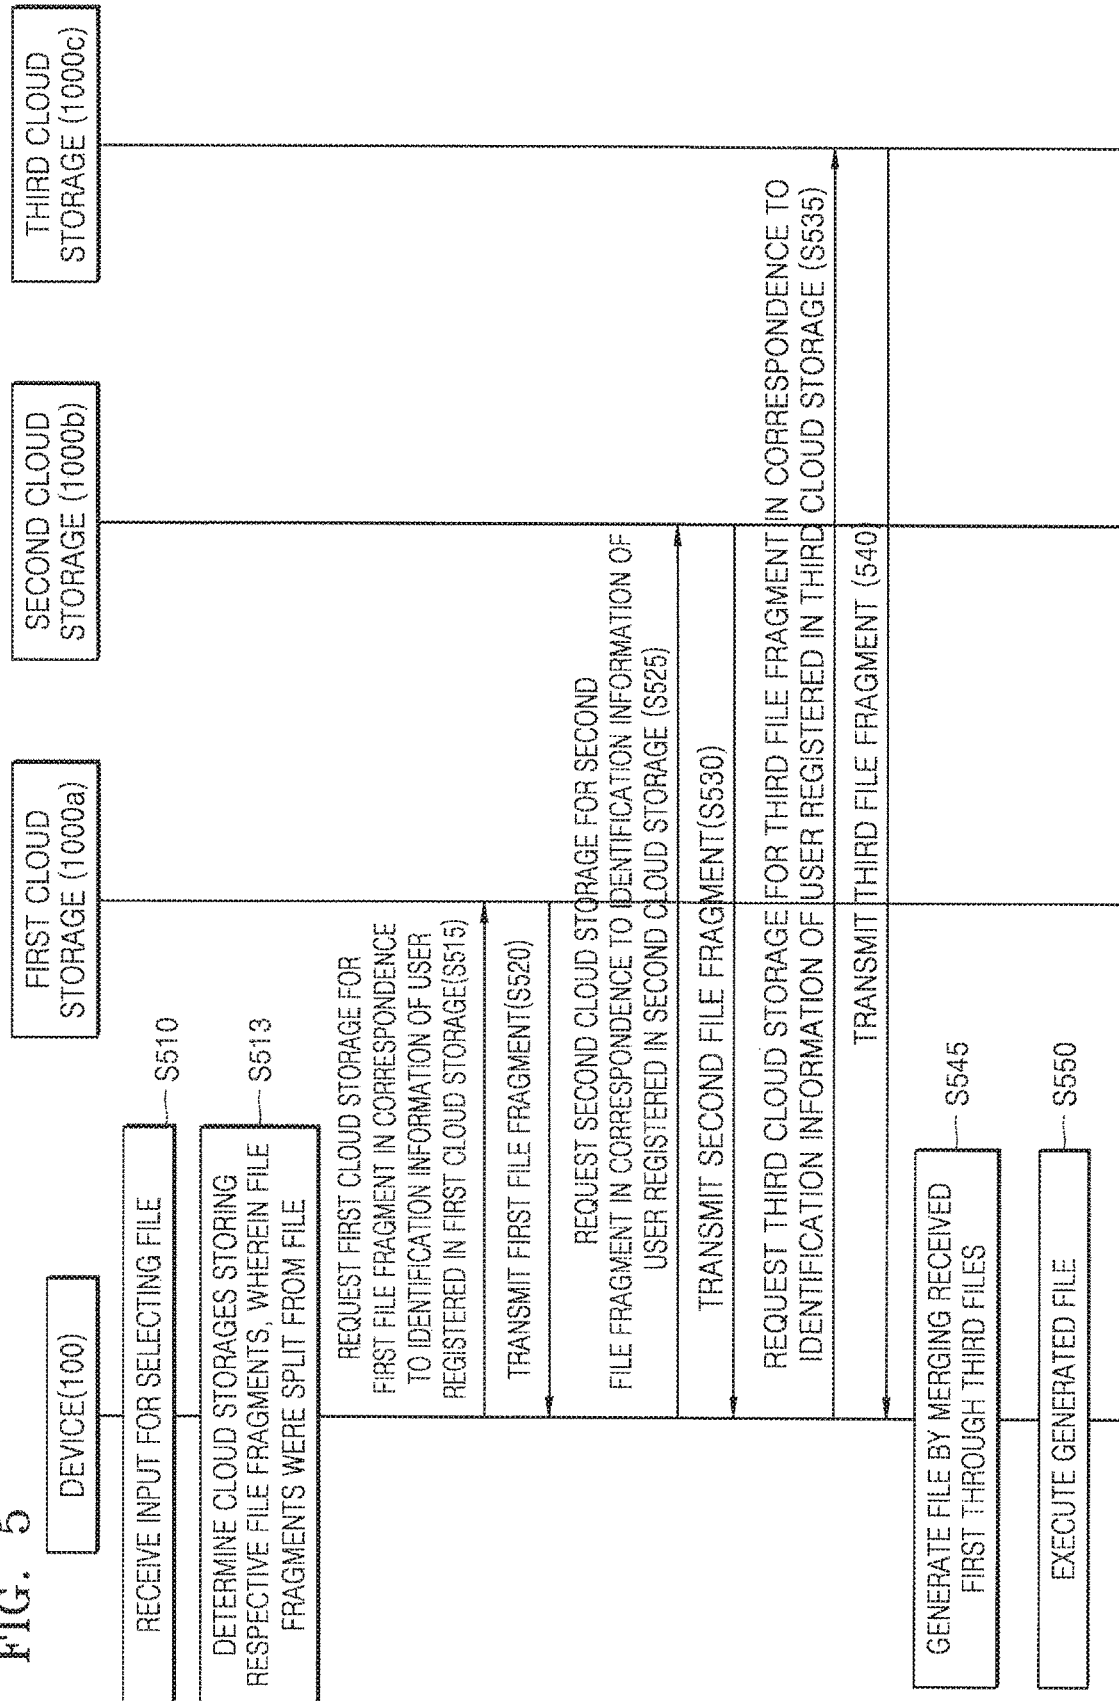 FIG. 5
DEVICE(100)
FIRST CLOUD
STORAGE (1000a)
SECOND CLOUD
STORAGE (1000b)
THIRD CLOUD
STORAGE (1000c)
RECEIVE INPUT FOR SELECTING FILE
S510
DETERMINE CLOUD STORAGES STORING
RESPECTIVE FILE FRAGMENTS, WHEREIN FILE
FRAGMENTS WERE SPLIT FROM FILE
S513
REQUEST FIRST CLOUD STORAGE FOR
FIRST FILE FRAGMENT IN CORRESPONDENCE
TO IDENTIFICATION INFORMATION OF USER
REGISTERED IN FIRST CLOUD STORAGE(S515)
TRANSMIT FIRST FILE FRAGMENT(S520)
REQUEST SECOND CLOUD STORAGE FOR SECOND
FILE FRAGMENT IN CORRESPONDENCE TO IDENTIFICATION INFORMATION OF
USER REGISTERED IN SECOND CLOUD STORAGE (S525)
TRANSMIT SECOND FILE FRAGMENT(S530)
REQUEST THIRD CLOUD STORAGE FOR THIRD FILE FRAGMENT IN CORRESPONDENCE TO
IDENTIFICATION INFORMATION OF USER REGISTERED IN THIRD CLOUD STORAGE (S535)
TRANSMIT THIRD FILE FRAGMENT (540)
GENERATE FILE BY MERGING RECEIVED
FIRST THROUGH THIRD FILES
S545
EXECUTE GENERATED FILE
S550